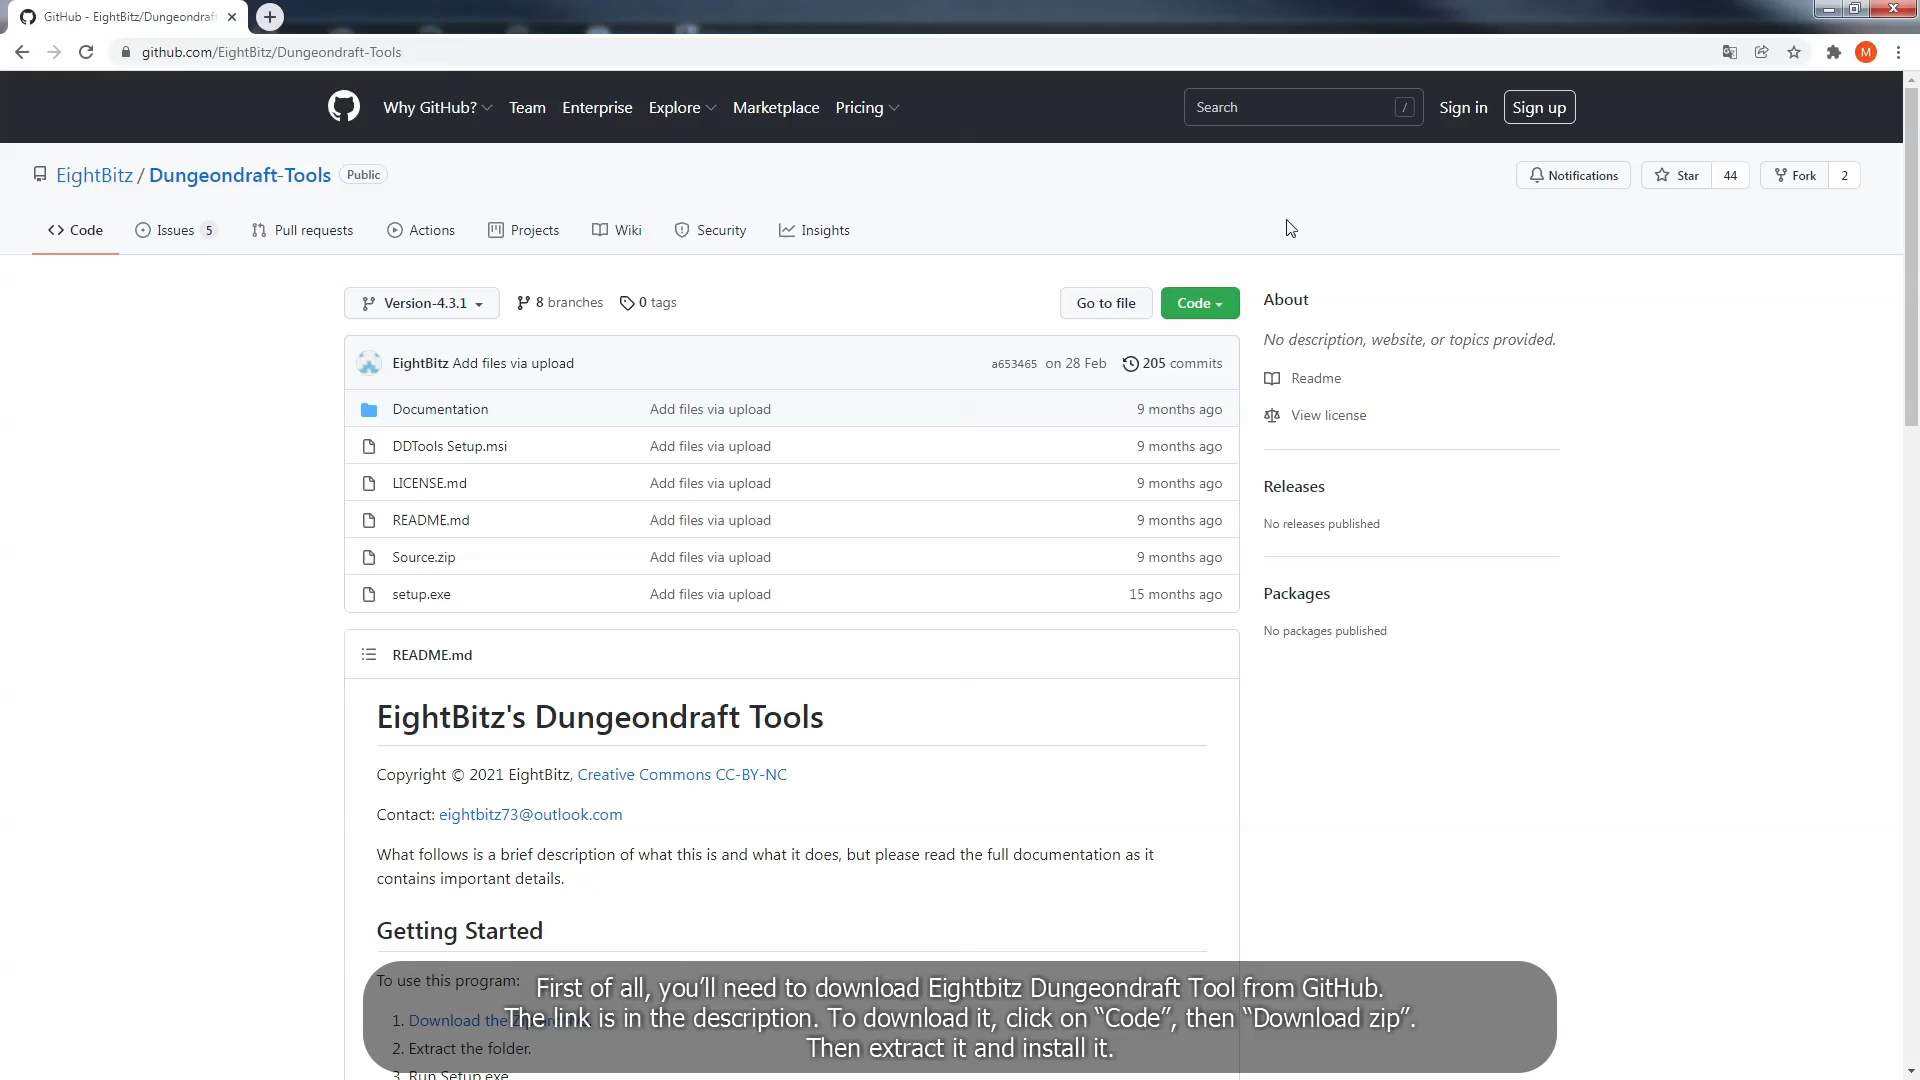 GitHub - EightBitz/Dungeondraft
github.com/EightBitz/Dungeondraft-Tools
M
Why GitHub? Team Enterprise Explore Marketplace Pricing
Search /
Sign in Sign up
EightBitz / Dungeondraft-Tools Public
Notifications Star 44 Fork 2
Code Issues 5 Pull requests Actions Projects Wiki Security Insights
Version-4.3.1 8 branches 0 tags Go to file Code
EightBitz Add files via upload a653465 on 28 Feb 205 commits
Documentation Add files via upload 9 months ago
DDTools Setup.msi Add files via upload 9 months ago
LICENSE.md Add files via upload 9 months ago
README.md Add files via upload 9 months ago
Source.zip Add files via upload 9 months ago
setup.exe Add files via upload 15 months ago
About
No description, website, or topics provided.
Readme
View license
Releases
No releases published
Packages
No packages published
README.md
EightBitz's Dungeondraft Tools
Copyright © 2021 EightBitz, Creative Commons CC-BY-NC
Contact: eightbitz73@outlook.com
What follows is a brief description of what this is and what it does, but please read the full documentation as it
contains important details.
Getting Started
To use this program:
1. Download the
2. Extract the folder.
3. Run Setup.exe
First of all, you’ll need to download Eightbitz Dungeondraft Tool from GitHub.
The link is in the description. To download it, click on “Code”, then “Download zip”.
Then extract it and install it.